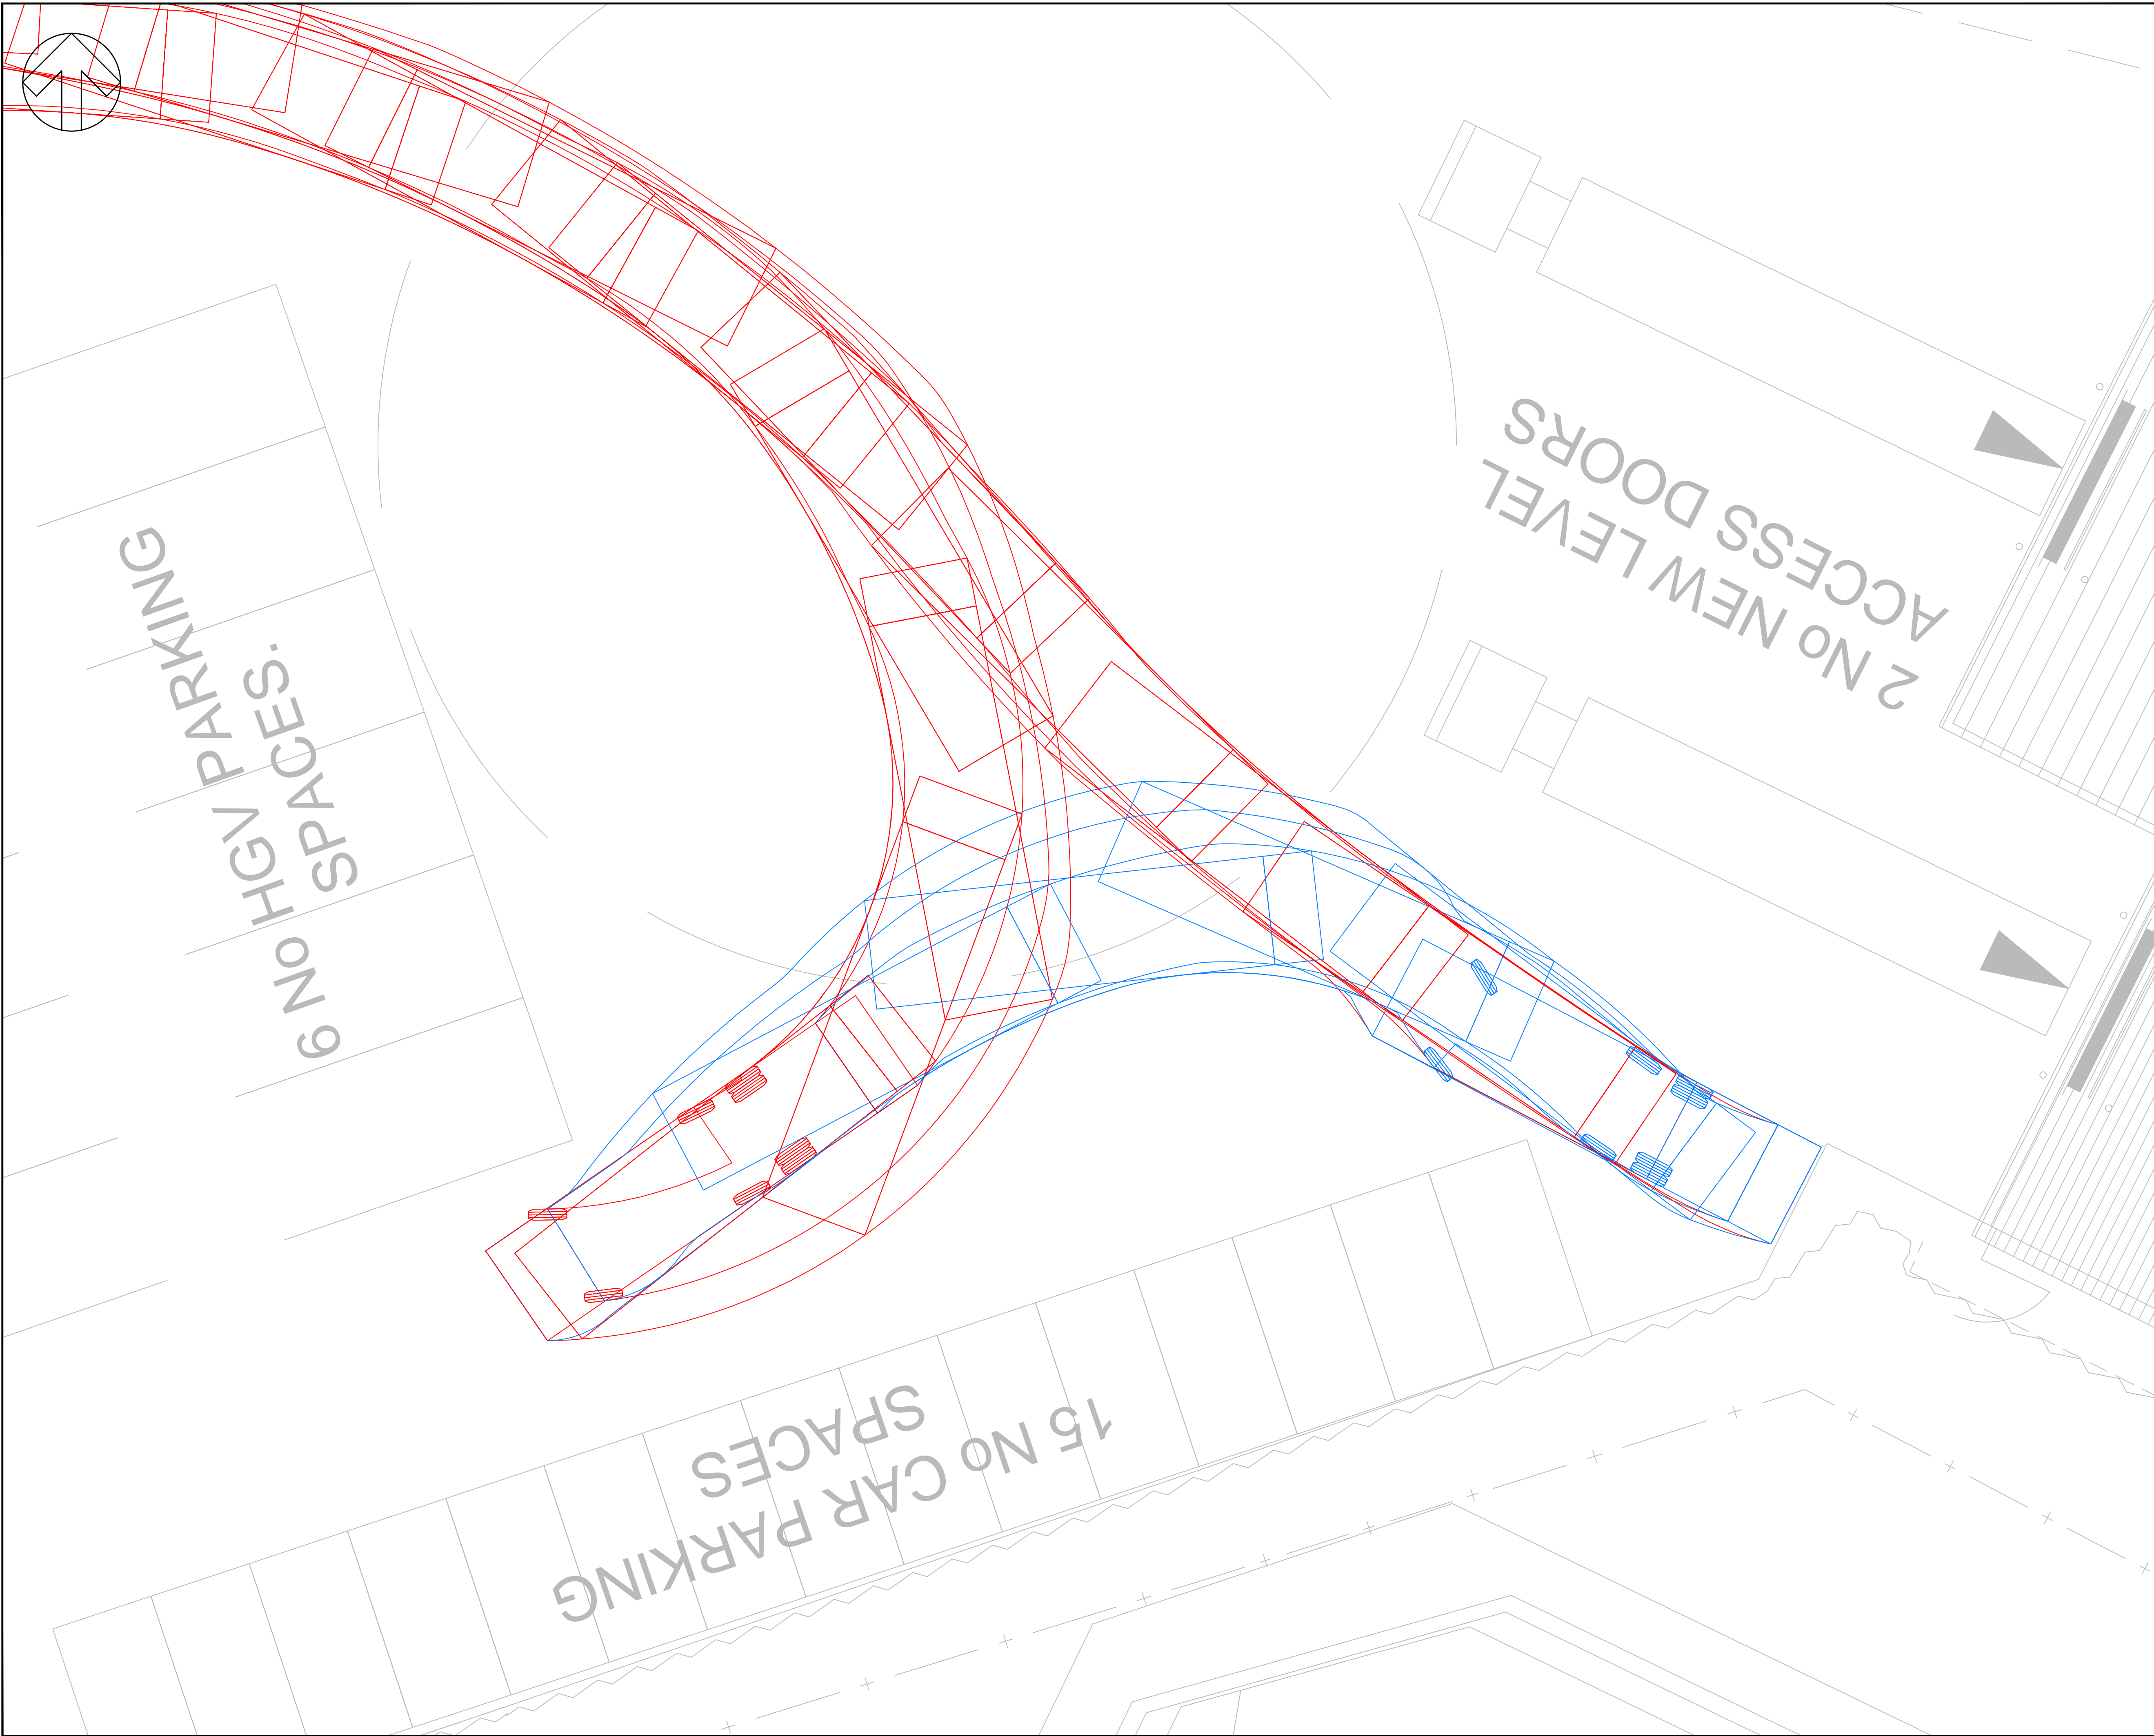 6 No HGV PARKING
SPACES.
2 No NEW LEVEL
ACCESS DOORS
15 No CAR PARKING
SPACES